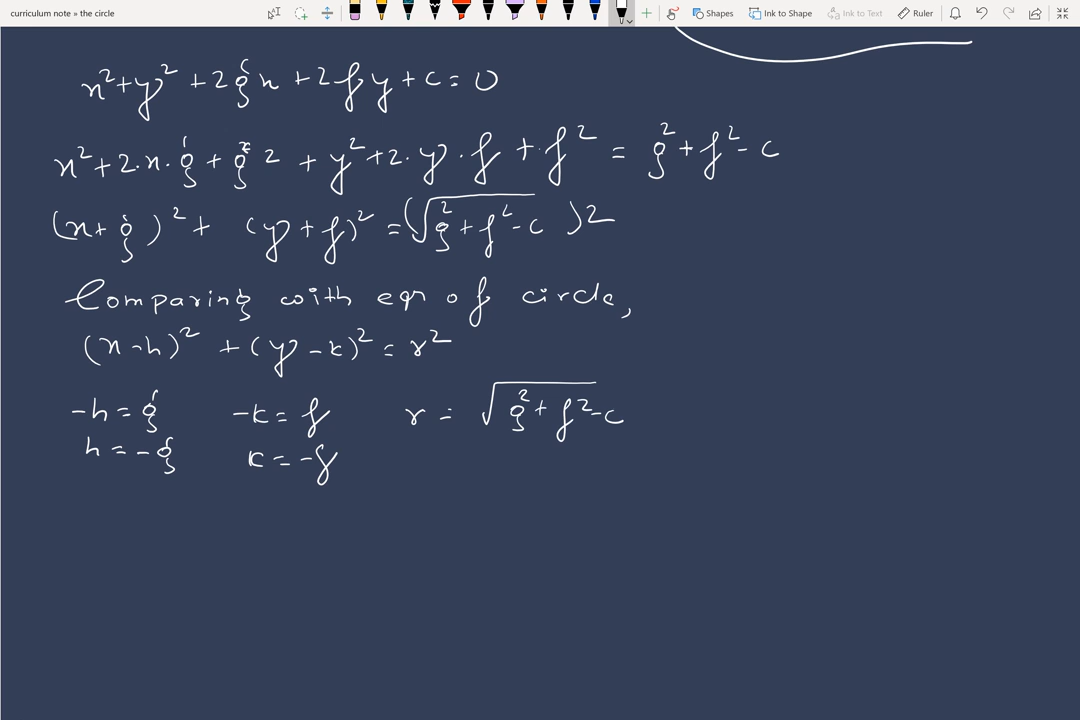 curriculum note » the circle
Shapes Ink to Shape Ink to Text Ruler
x²+y²+2gx+2fy+c=0
x²+2.x.g+g²+y²+2.y.f+f²=g²+f²-c
(x+g)²+(y+f)²=(√g²+f²-c)²
Comparing with eqn of circle,
(x-h)²+(y-k)²=r²
-h=g -k=f r=√g²+f²-c
h=-g k=-f